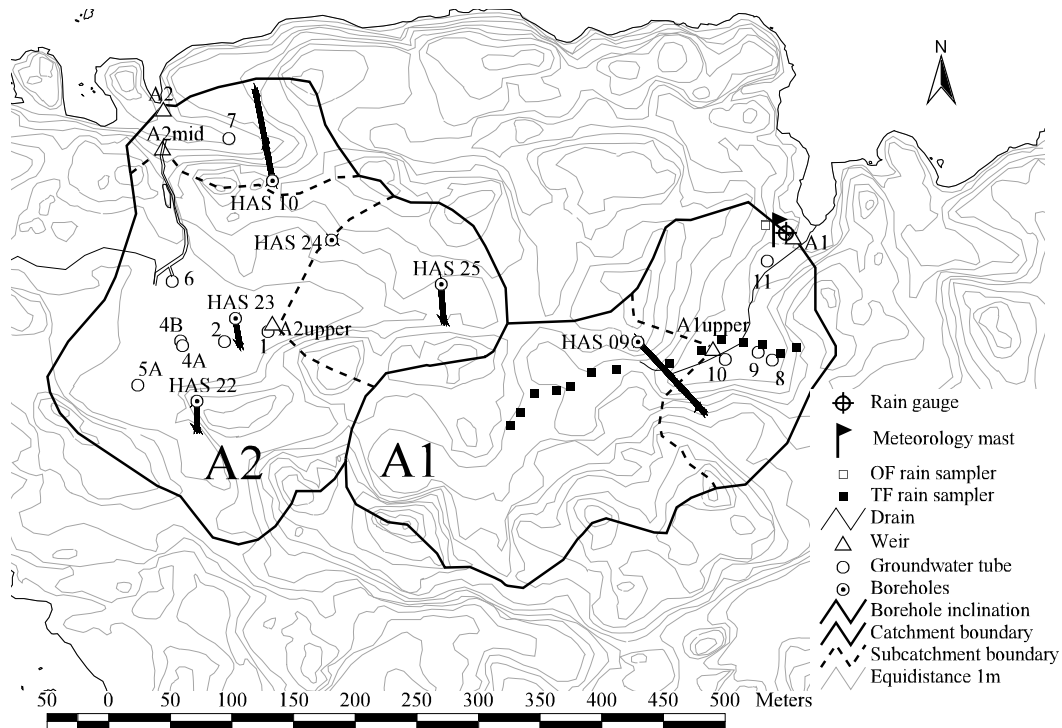 N
A2
7
A2mid
HAS 10
HAS 24
A1
HAS 25
11
6
HAS 23
A2upper
1
2
4B
4A
A1upper
HAS 09
10
9
8
5A
HAS 22
A2
A1
Rain gauge
Meteorology mast
OF rain sampler
TF rain sampler
Drain
Weir
Groundwater tube
Boreholes
Borehole inclination
Catchment boundary
Subcatchment boundary
Equidistance 1m
50 0 50 100 150 200 250 300 350 400 450 500 Meters